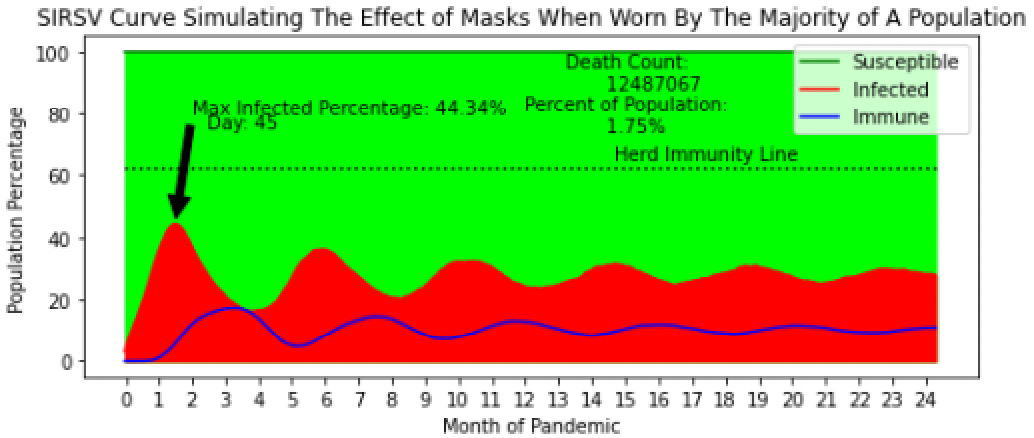 SIRSV Curve Simulating The Effect of Masks When Worn By The Majority of A Population
Population Percentage
100
80
60
40
20
0
Death Count:
12487067
Percent of Population:
1.75%
Max Infected Percentage: 44.34%
Day: 45
Herd Immunity Line
Susceptible
Infected
Immune
0 1 2 3 4 5 6 7 8 9 10 11 12 13 14 15 16 17 18 19 20 21 22 23 24
Month of Pandemic